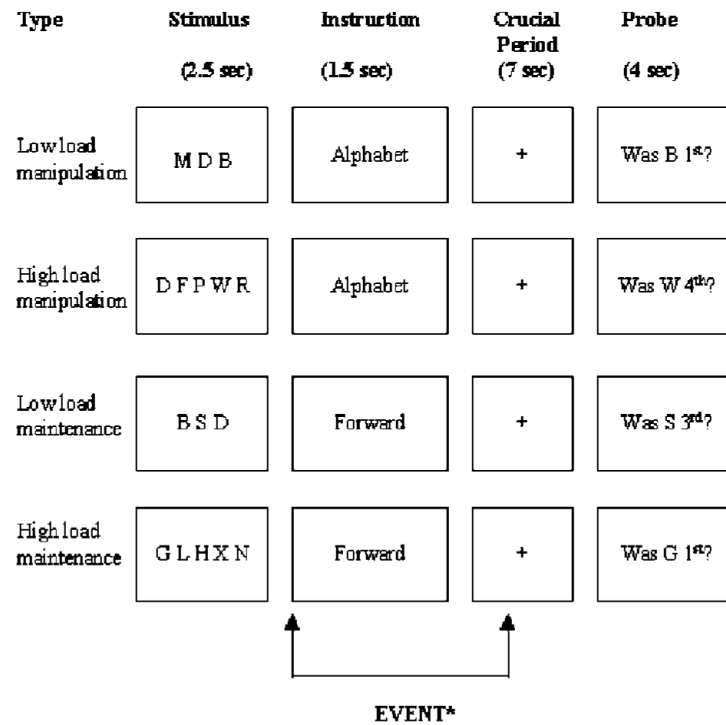 Type Stimulus Instruction Crucial Probe
Period
(2.5 sec) (1.5 sec) (7 sec) (4 sec)
Low load
manipulation
M D B
Alphabet
+
Was B 1st?
High load
manipulation
D F P W R
Alphabet
+
Was W 4th?
Low load
maintenance
B S D
Forward
+
Was S 3rd?
High load
maintenance
G L H X N
Forward
+
Was G 1st?
EVENT*